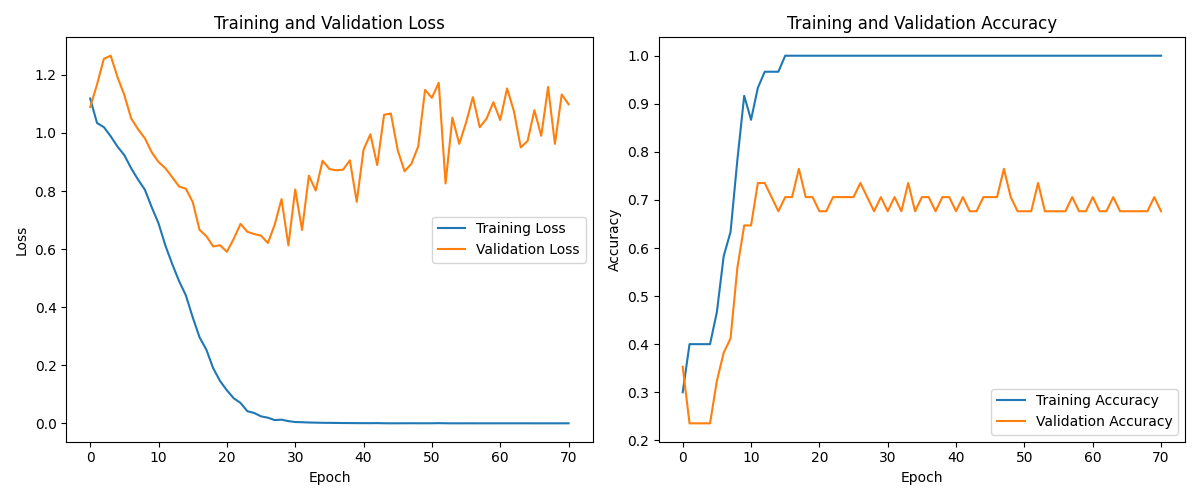 Training and Validation Loss
1.2
1.0
0.8
0.6
0.4
0.2
0.0
Loss
Training Loss
Validation Loss
0 10 20 30 40 50 60 70
Epoch
Training and Validation Accuracy
1.0
0.9
0.8
0.7
0.6
0.5
0.4
0.3
0.2
Accuracy
Training Accuracy
Validation Accuracy
0 10 20 30 40 50 60 70
Epoch